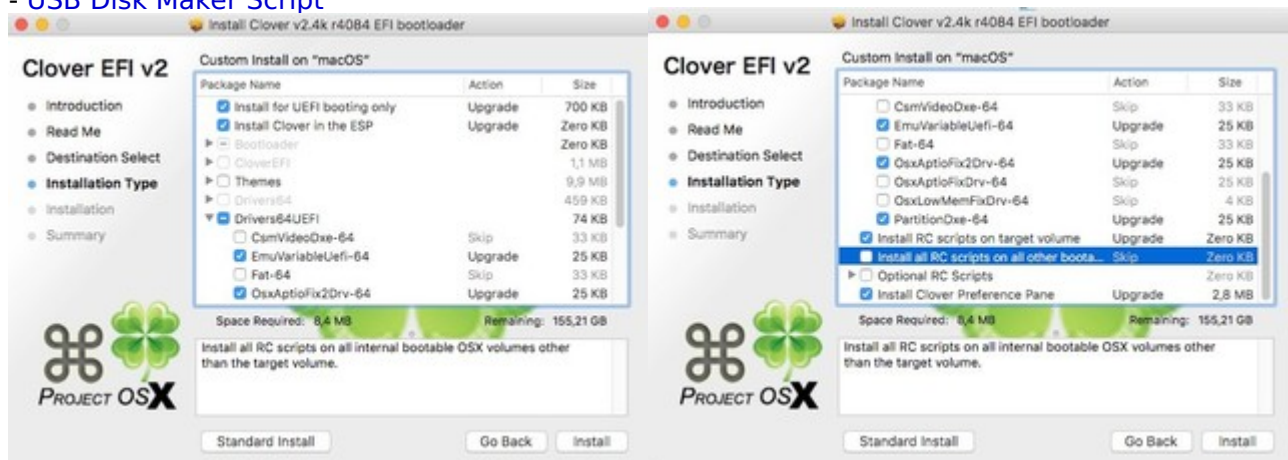 - USB Disk Maker Script
Install Clover v2.4k r4084 EFI bootloader
Clover EFI v2
Introduction
Read Me
Destination Select
Installation Type
Installation
Summary
Custom Install on "macOS"
Package Name Action Size
Install for UEFI booting only Upgrade 700 KB
Install Clover in the ESP Upgrade Zero KB
Bootloader Zero KB
CloverEFI 1,1 MB
Themes 9,9 MB
Drivers64 459 KB
Drivers64UEFI 74 KB
CsmVideoDxe-64 Skip 33 KB
EmuVariableUefi-64 Upgrade 25 KB
Fat-64 Skip 33 KB
OsxAptioFix2Drv-64 Upgrade 25 KB
Space Required: 8,4 MB Remaining: 155,21 GB
Install all RC scripts on all internal bootable OSX volumes other
than the target volume.
PROJECT OSX
Standard Install Go Back Install
Install Clover v2.4k r4084 EFI bootloader
Clover EFI v2
Introduction
Read Me
Destination Select
Installation Type
Installation
Summary
Custom Install on "macOS"
Package Name Action Size
CsmVideoDxe-64 Skip 33 KB
EmuVariableUefi-64 Upgrade 25 KB
Fat-64 Skip 33 KB
OsxAptioFix2Drv-64 Upgrade 25 KB
OsxAptioFixDrv-64 Skip 25 KB
OsxLowMemFixDrv-64 Skip 4 KB
PartitionDxe-64 Upgrade 25 KB
Install RC scripts on target volume Upgrade Zero KB
Install all RC scripts on all other boota... Skip Zero KB
Optional RC Scripts Zero KB
Install Clover Preference Pane Upgrade 2,8 MB
Space Required: 8,4 MB Remaining: 155,21 GB
Install all RC scripts on all internal bootable OSX volumes other
than the target volume.
PROJECT OSX
Standard Install Go Back Install